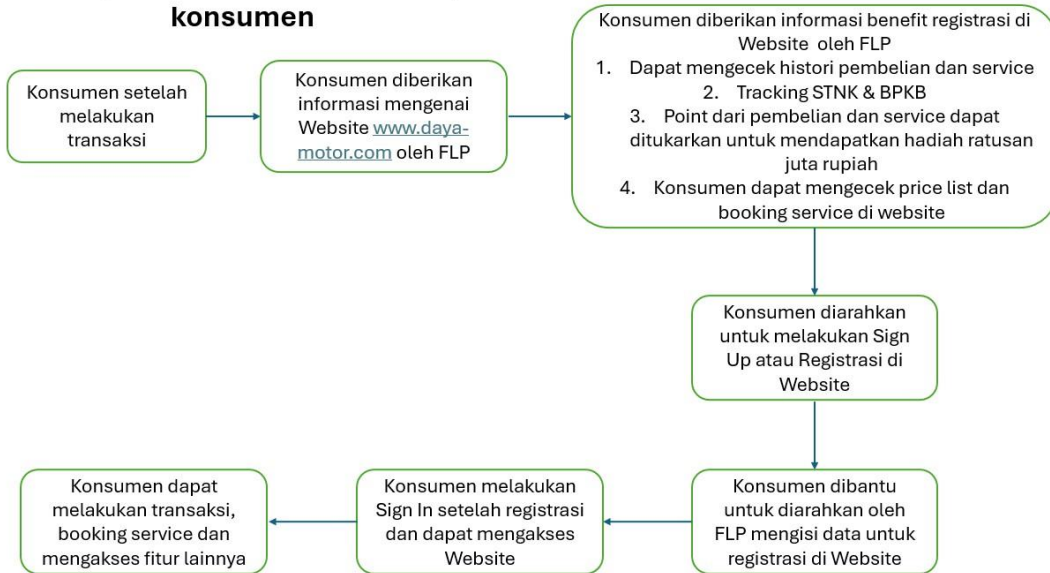 konsumen
Konsumen setelah
melakukan
transaksi
Konsumen diberikan
informasi mengenai
Website www.daya-
motor.com oleh FLP
Konsumen diberikan informasi benefit registrasi di
Website oleh FLP
1. Dapat mengecek histori pembelian dan service
2. Tracking STNK & BPKB
3. Point dari pembelian dan service dapat
ditukarkan untuk mendapatkan hadiah ratusan
juta rupiah
4. Konsumen dapat mengecek price list dan
booking service di website
Konsumen diarahkan
untuk melakukan Sign
Up atau Registrasi di
Website
Konsumen dibantu
untuk diarahkan oleh
FLP mengisi data untuk
registrasi di Website
Konsumen melakukan
Sign In setelah registrasi
dan dapat mengakses
Website
Konsumen dapat
melakukan transaksi,
booking service dan
mengakses fitur lainnya